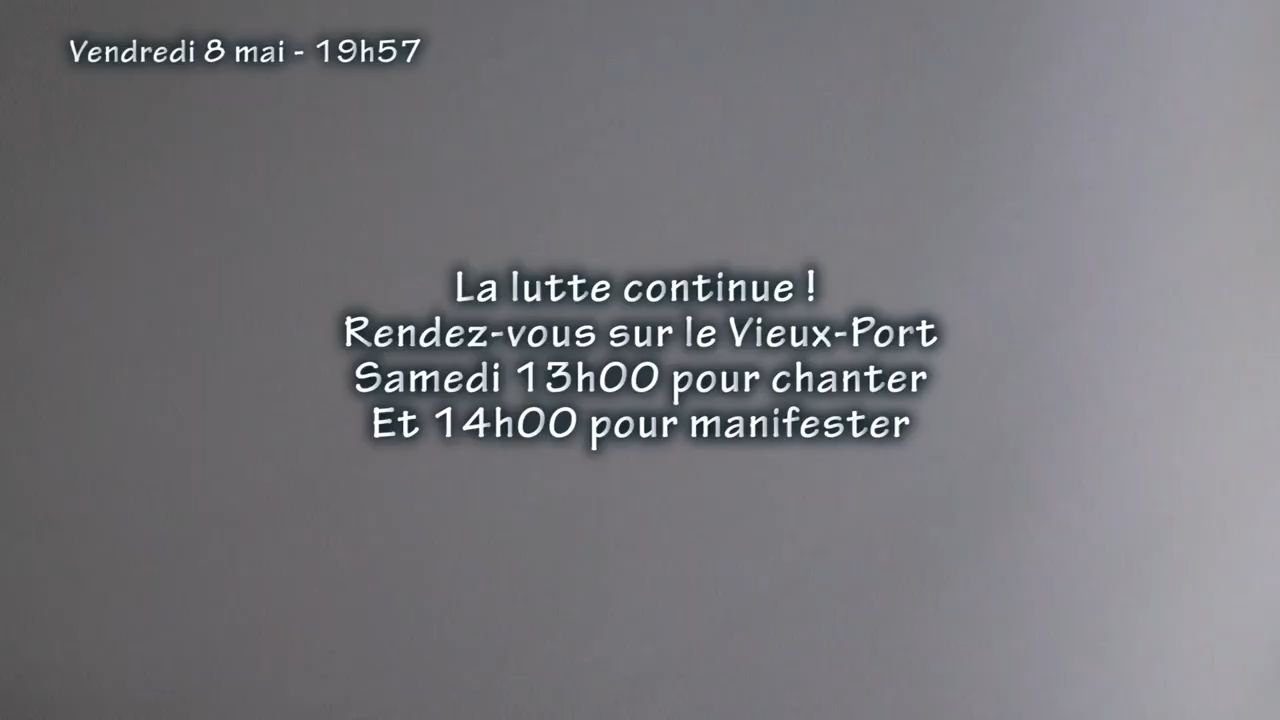 Vendredi 8 mai - 19h57
La lutte continue !
Rendez-vous sur le Vieux-Port
Samedi 13h00 pour chanter
Et 14h00 pour manifester